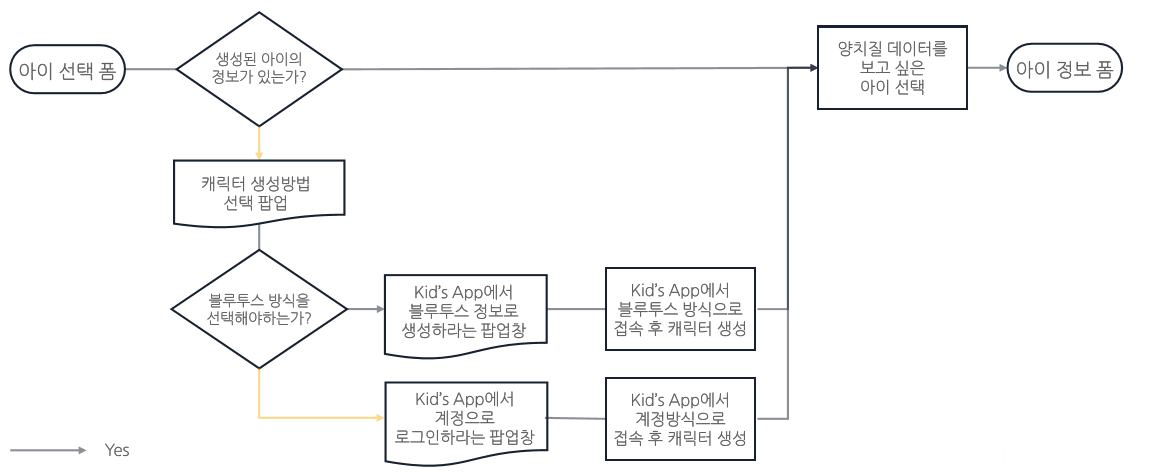 아이 선택 폼
생성된 아이의
정보가 있는가?
양치질 데이터를
보고 싶은
아이 선택
아이 정보 폼
캐릭터 생성방법
선택 팝업
블루투스 방식을
선택해야하는가?
Kid's App에서
블루투스 정보로
생성하라는 팝업창
Kid's App에서
블루투스 방식으로
접속 후 캐릭터 생성
Kid's App에서
계정으로
로그인하라는 팝업창
Kid's App에서
계정방식으로
접속 후 캐릭터 생성
Yes